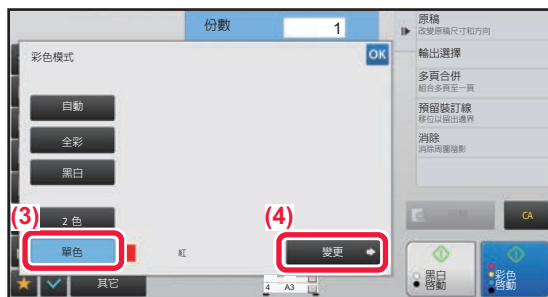 份數 1
彩色模式
OK
自動
全彩
黑白
(3)
2 色
單色
紅
(4)
變更
其它
4 A3
原稿
改變原稿尺寸和方向
輸出選擇
多頁合併
組合多頁至一頁
預留裝訂線
移位以留出邊界
消除
消除周圍陰影
CA
黑白
啓動
彩色
啓動